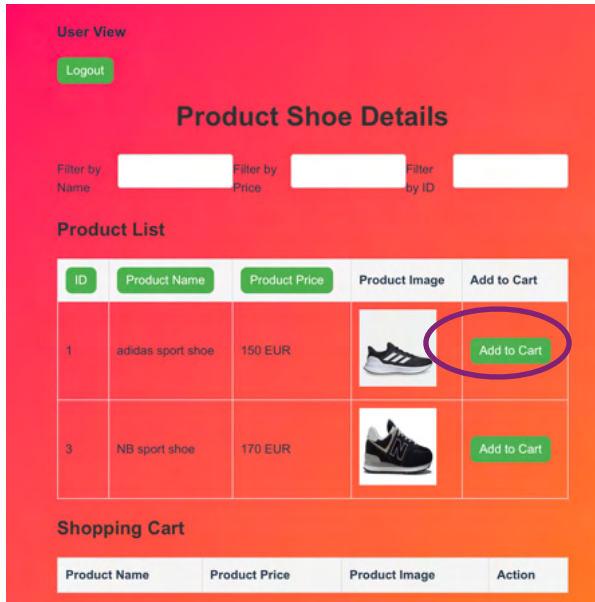 User View
Logout
Product Shoe Details
Filter by Name
Filter by Price
Filter by ID
Product List
ID Product Name Product Price Product Image Add to Cart
1 adidas sport shoe 150 EUR Add to Cart
3 NB sport shoe 170 EUR Add to Cart
Shopping Cart
Product Name Product Price Product Image Action